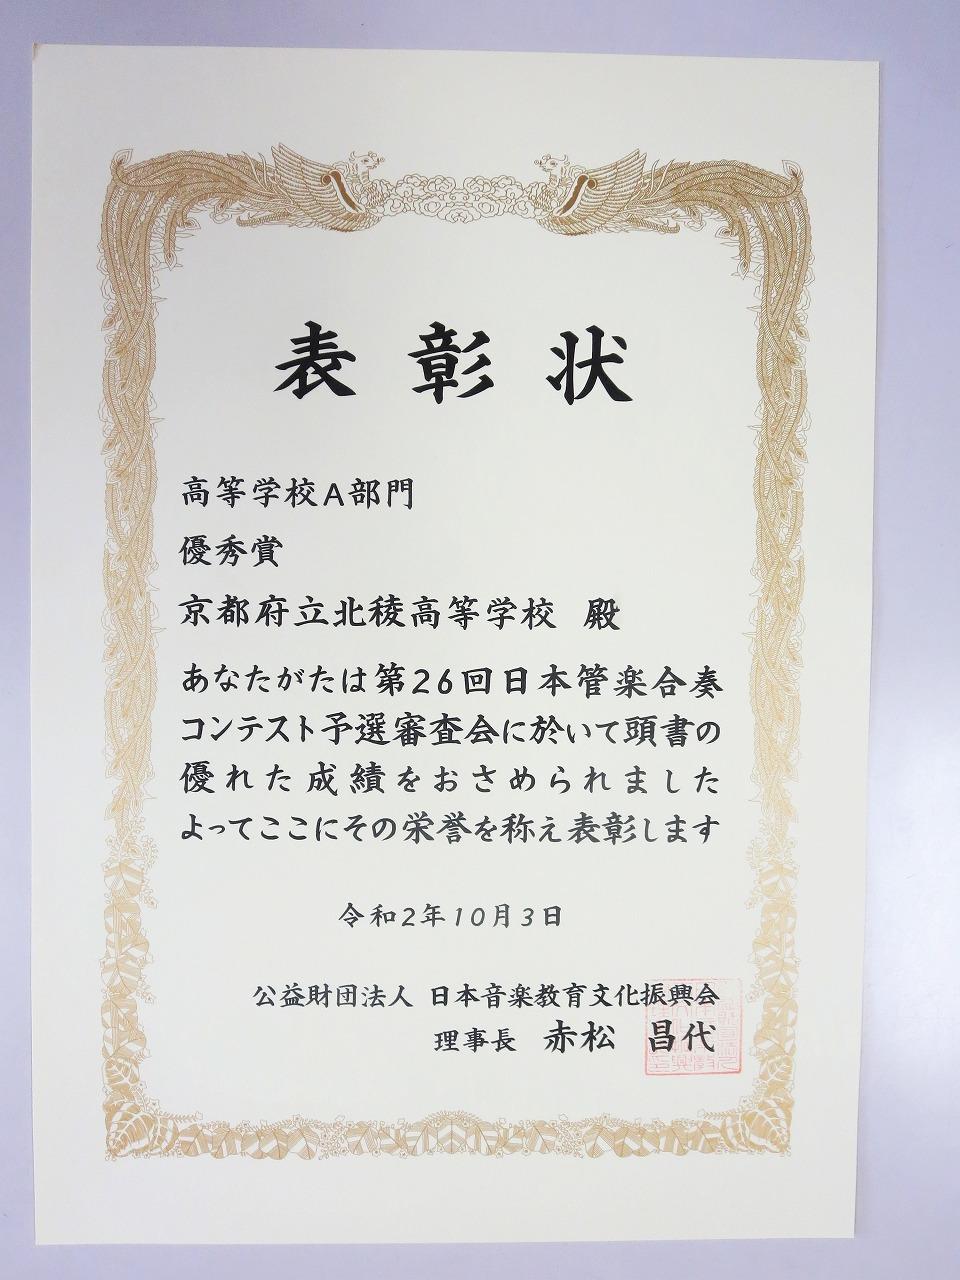 表彰状
高等学校A部門
優秀賞
京都府立北稜高等学校 殿
あなたがたは第26回日本管楽合奏
コンテスト予選審査会に於いて頭書の
優れた成績をおさめられました
よってここにその栄誉を称え表彰します
令和2年10月3日
公益財団法人 日本音楽教育文化振興会
理事長 赤松 昌代